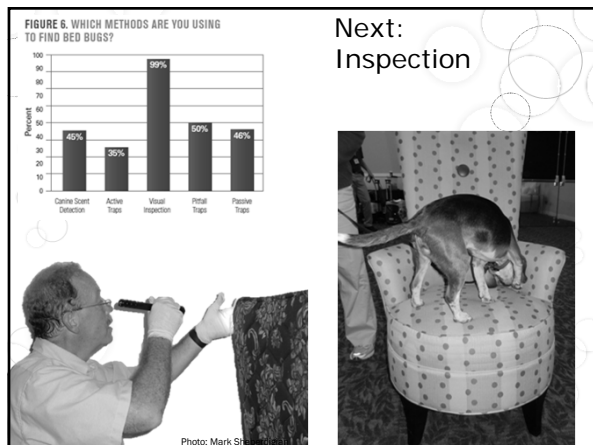 FIGURE 6. WHICH METHODS ARE YOU USING
TO FIND BED BUGS?
Percent
100
90
80
70
60
50
40
30
20
10
0
45%
35%
99%
50%
46%
Canine Scent
Detection
Active
Traps
Visual
Inspection
Pitfall
Traps
Passive
Traps
Next:
Inspection
Photo: Mark